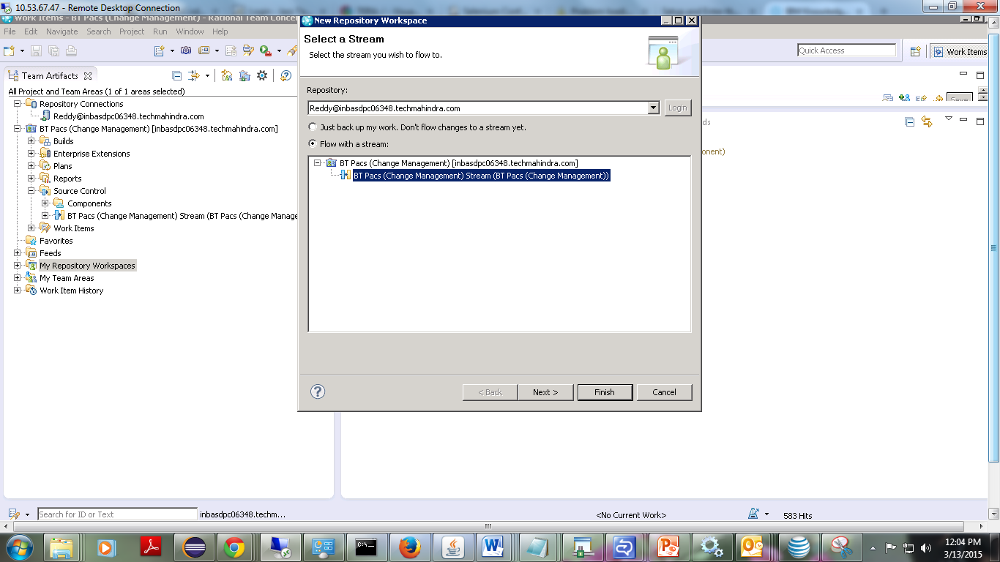 10.53.67.47 - Remote Desktop Connection
Work Items - BT Pacs (Change Management) - Rational Team Conce
File Edit Navigate Search Project Run Window Help
Quick Access
Work Items
Team Artifacts
All Project and Team Areas (1 of 1 areas selected)
Repository Connections
Reddy@inbasdpc06348.techmahindra.com
BT Pacs (Change Management) [inbasdpc06348.techmahindra.com]
Builds
Enterprise Extensions
Plans
Reports
Source Control
Components
BT Pacs (Change Management) Stream (BT Pacs (Change Manage
Work Items
Favorites
Feeds
My Repository Workspaces
My Team Areas
Work Item History
New Repository Workspace
Select a Stream
Select the stream you wish to flow to.
Repository:
Reddy@inbasdpc06348.techmahindra.com
Login
Just back up my work. Don't flow changes to a stream yet.
Flow with a stream:
BT Pacs (Change Management) [inbasdpc06348.techmahindra.com]
BT Pacs (Change Management) Stream (BT Pacs (Change Management))
?
< Back
Next >
Finish
Cancel
Save
ds
onent)
Search for ID or Text
inbasdpc06348.techm...
<No Current Work>
583 Hits
12:04 PM
3/13/2015